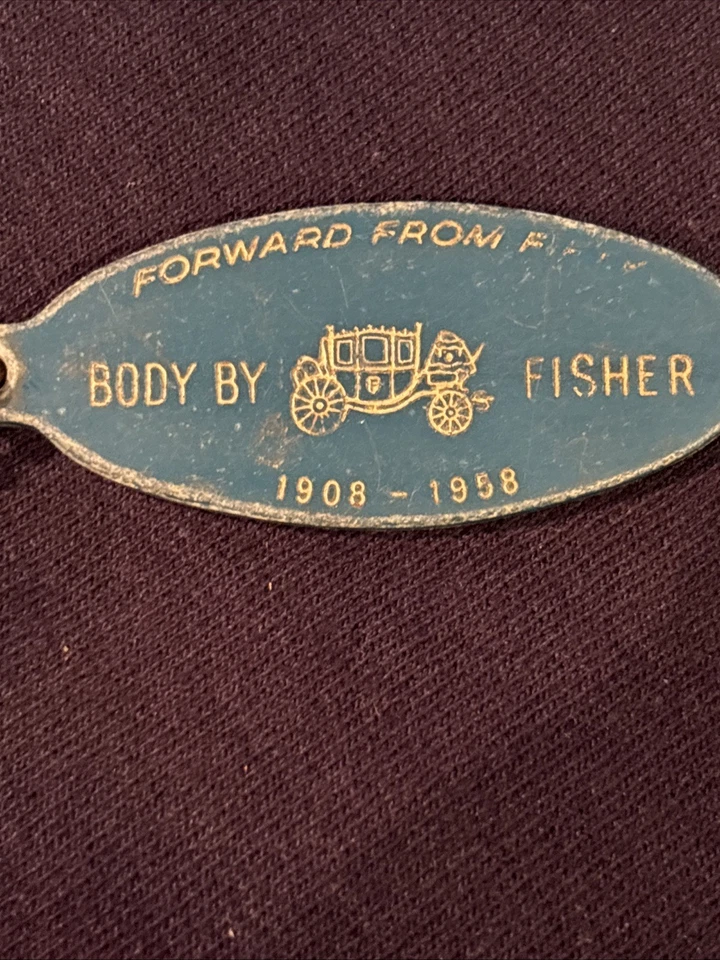 FORWARD FROM
BODY BY FISHER
F
1908 - 1958